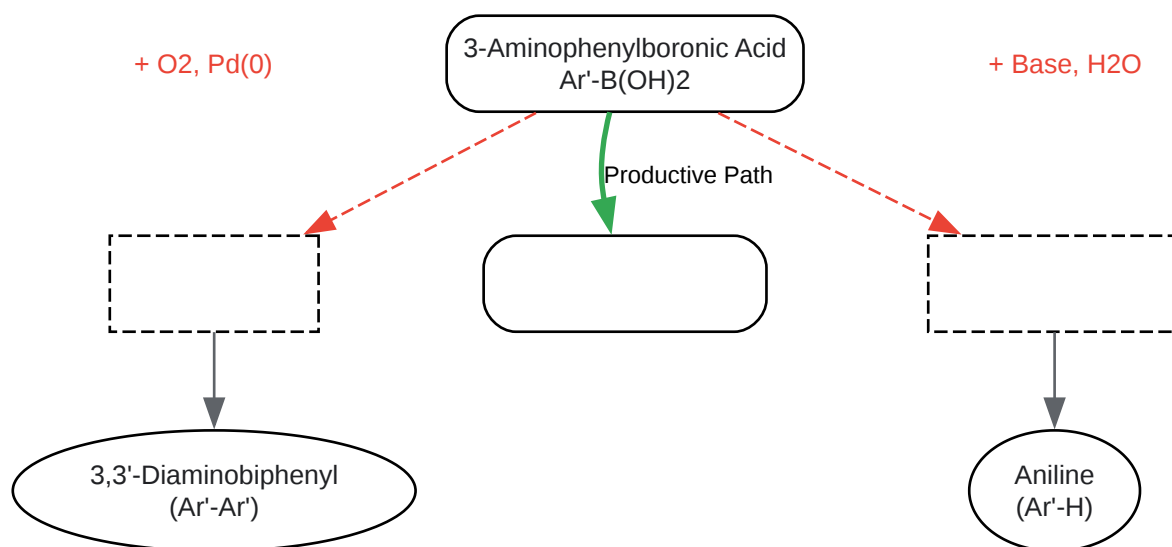 3-Aminophenylboronic Acid
Ar'-B(OH)2
+ O2, Pd(0)
+ Base, H2O
Productive Path
3,3'-Diaminobiphenyl
(Ar'-Ar')
Aniline
(Ar'-H)